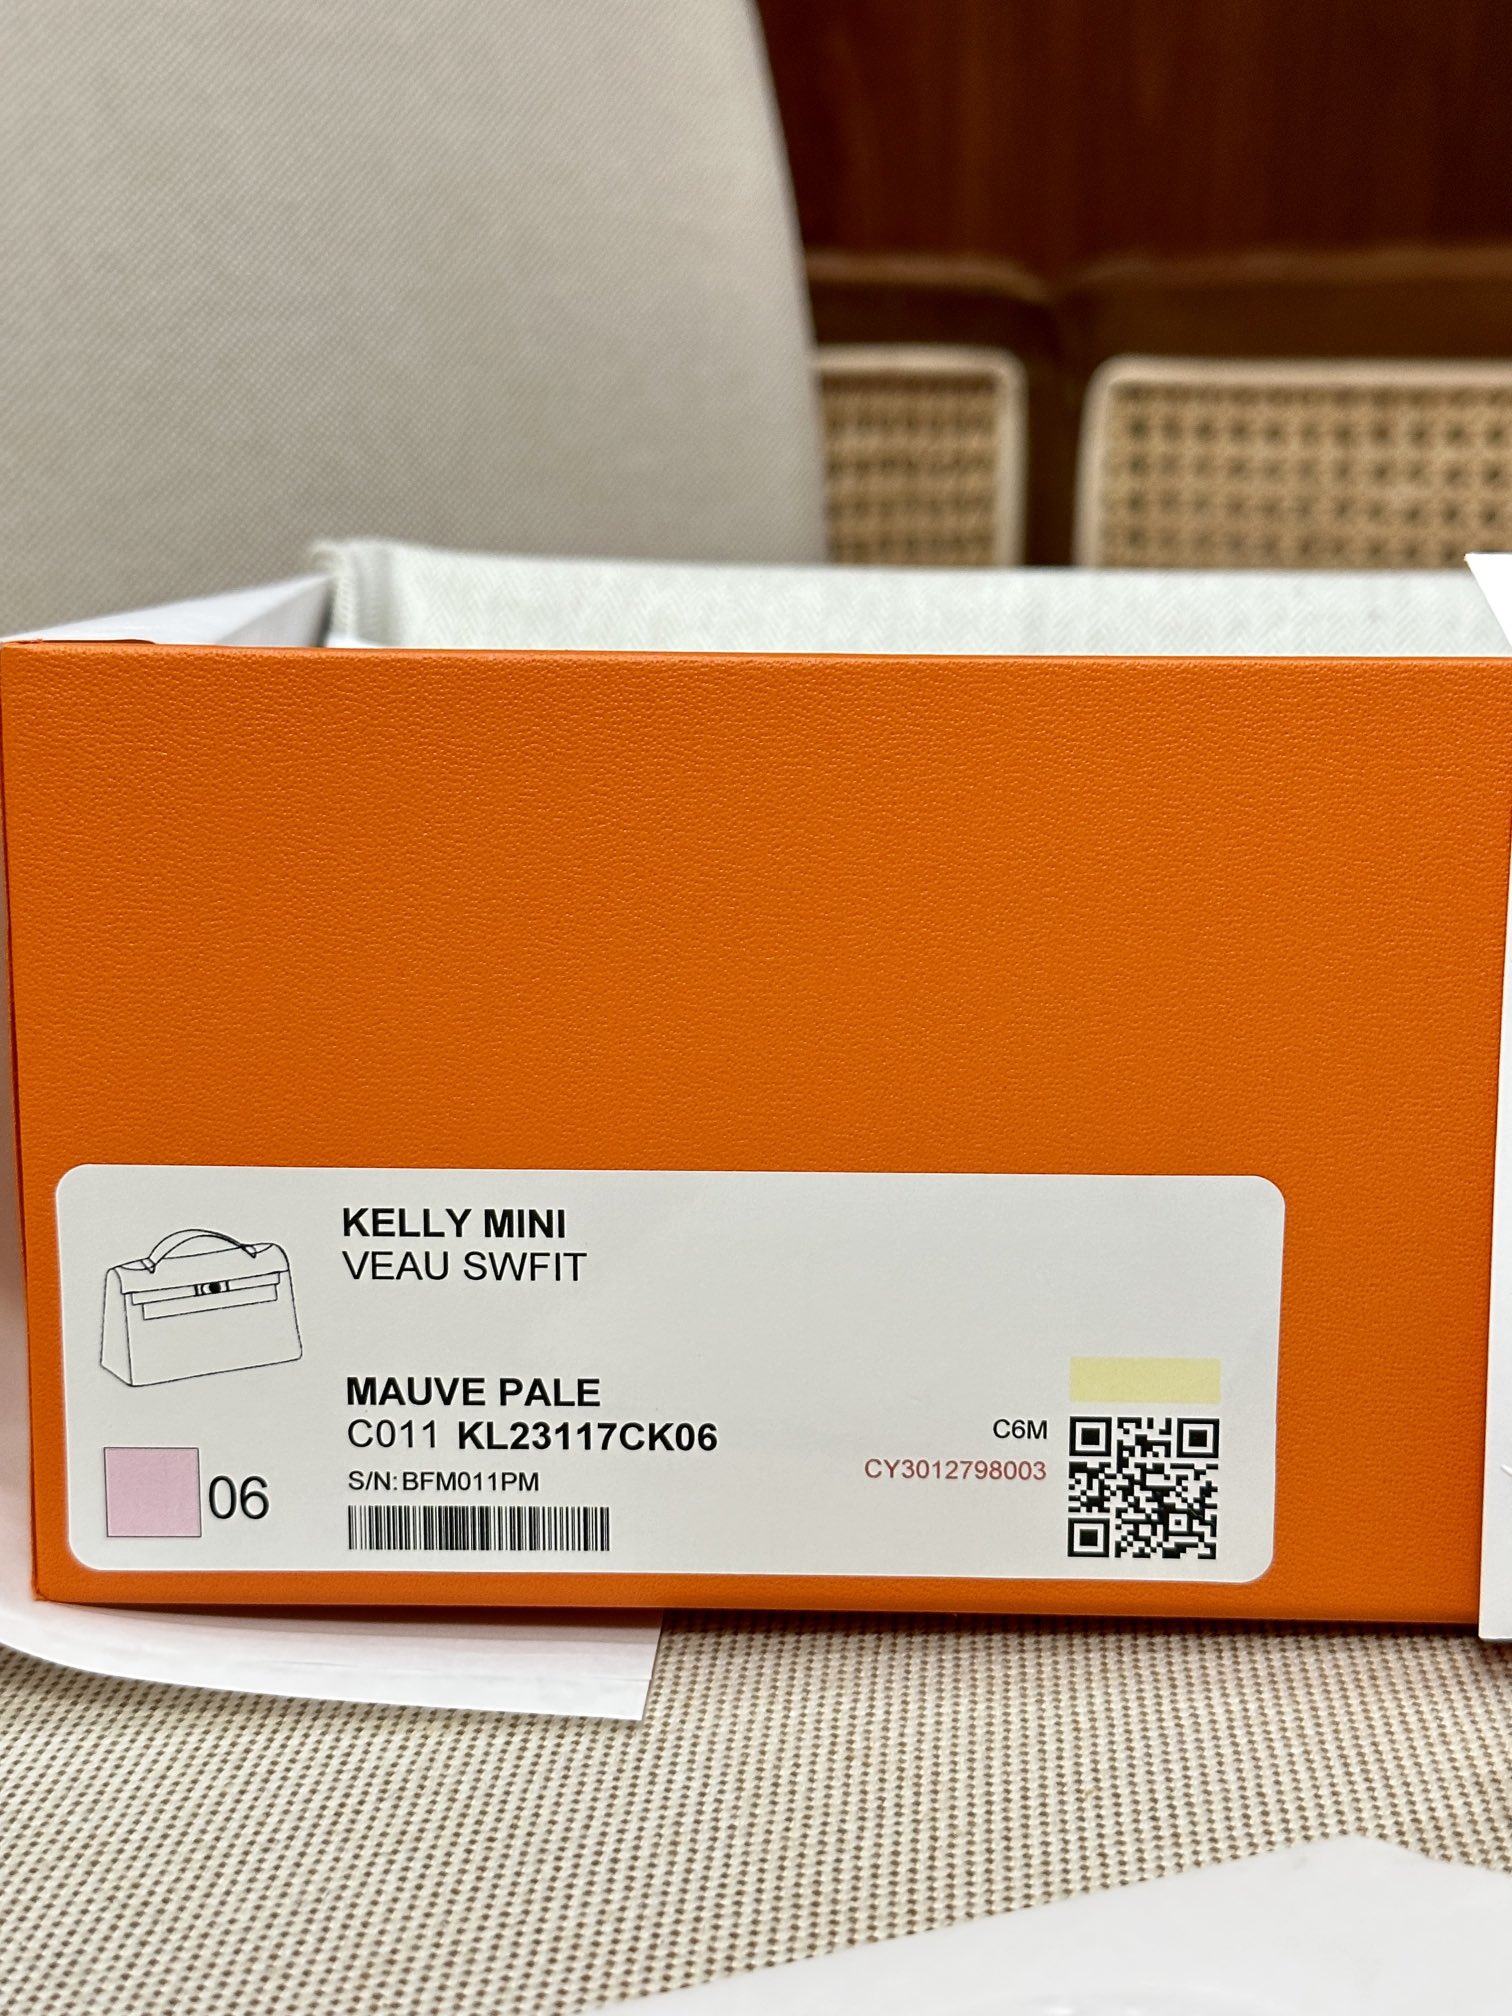 KELLY MINI
VEAU SWFIT
MAUVE PALE
C011 KL23117CK06
S/N:BFM011PM
06
C6M
CY3012798003